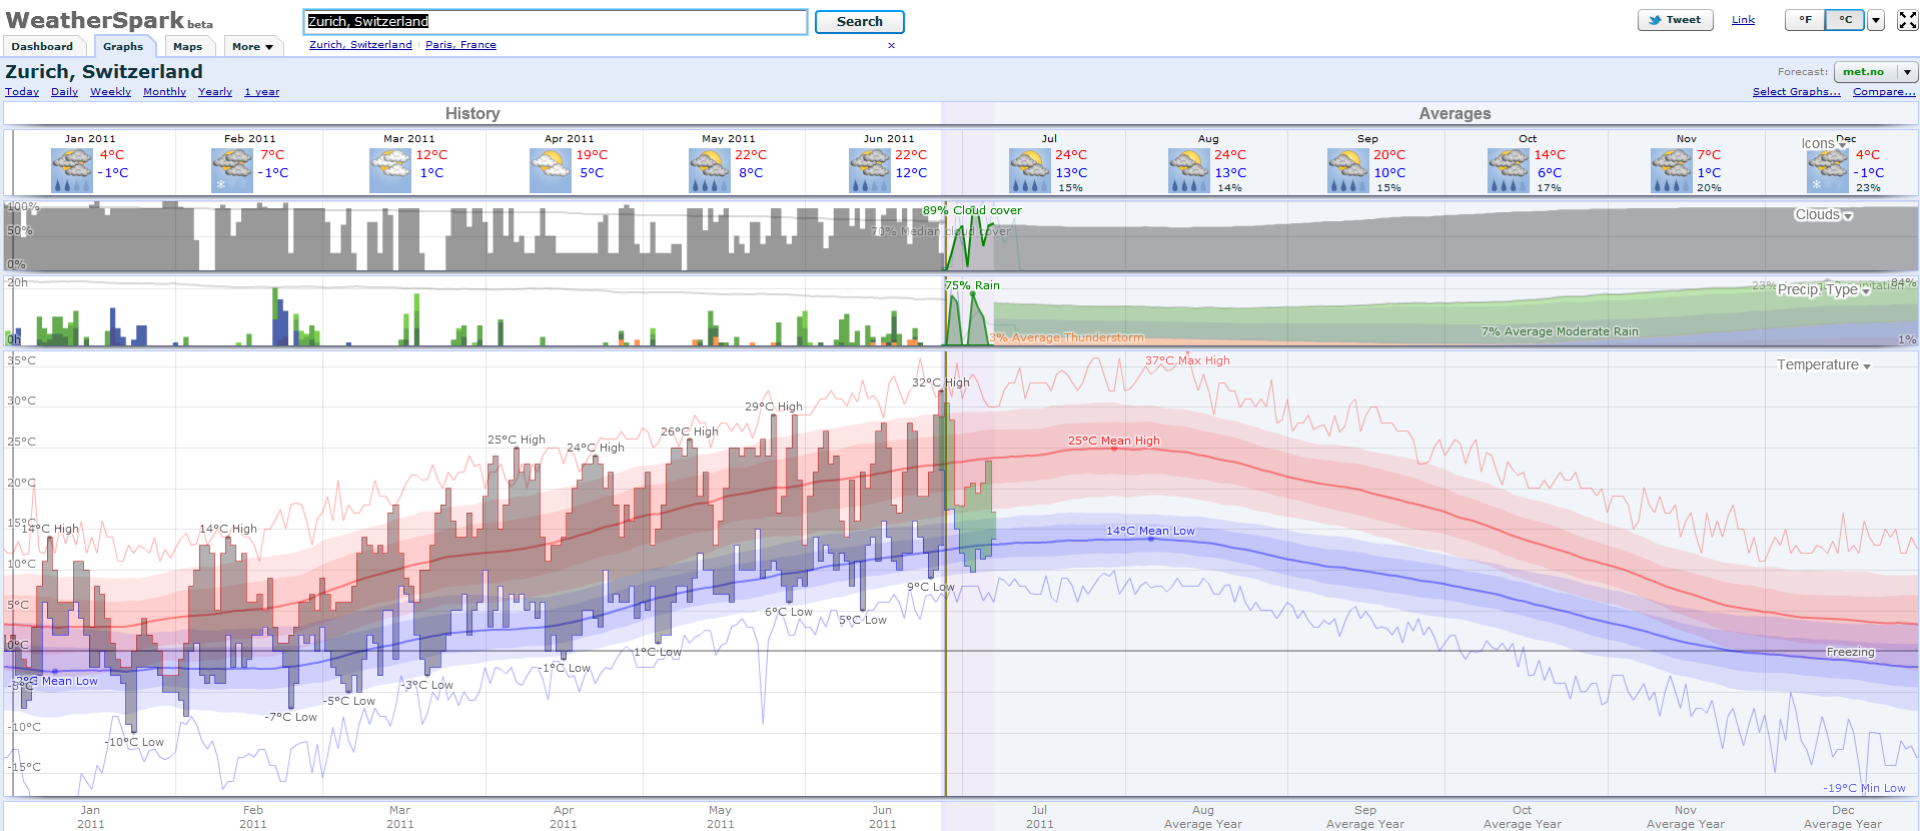 WeatherSpark beta
Zurich, Switzerland
Search
Tweet
Link
°F
°C
Dashboard
Graphs
Maps
More
Zurich, Switzerland
Paris, France
x
Zurich, Switzerland
Forecast:
met.no
Today Daily Weekly Monthly Yearly 1 year
Select Graphs... Compare...
History
Averages
Jan 2011 Feb 2011 Mar 2011 Apr 2011 May 2011 Jun 2011 Jul Aug Sep Oct Nov Dec
Icons
4°C 7°C 12°C 19°C 22°C 22°C 24°C 24°C 20°C 14°C 7°C 4°C
-1°C -1°C 1°C 5°C 8°C 12°C 13°C 13°C 10°C 6°C 1°C -1°C
15% 14% 15% 17% 20% 23%
100%
89% Cloud cover
Clouds
50%
70% Median cloud cover
0%
20h
75% Rain
23%
84%
Precip. Type
7% Average Moderate Rain
0h
3% Average Thunderstorm
1%
35°C
37°C Max High
Temperature
32°C High
30°C
29°C High
26°C High
25°C High
25°C Mean High
25°C
24°C High
20°C
15°C
14°C High
14°C High
14°C Mean Low
10°C
9°C Low
5°C
6°C Low
5°C Low
0°C
1°C Low
Freezing
-1°C Low
-5°C
-2°C Mean Low
-3°C Low
-5°C Low
-7°C Low
-10°C
-10°C Low
-15°C
-19°C Min Low
Jan Feb Mar Apr May Jun Jul Aug Sep Oct Nov Dec
2011 2011 2011 2011 2011 2011 2011 Average Year Average Year Average Year Average Year Average Year